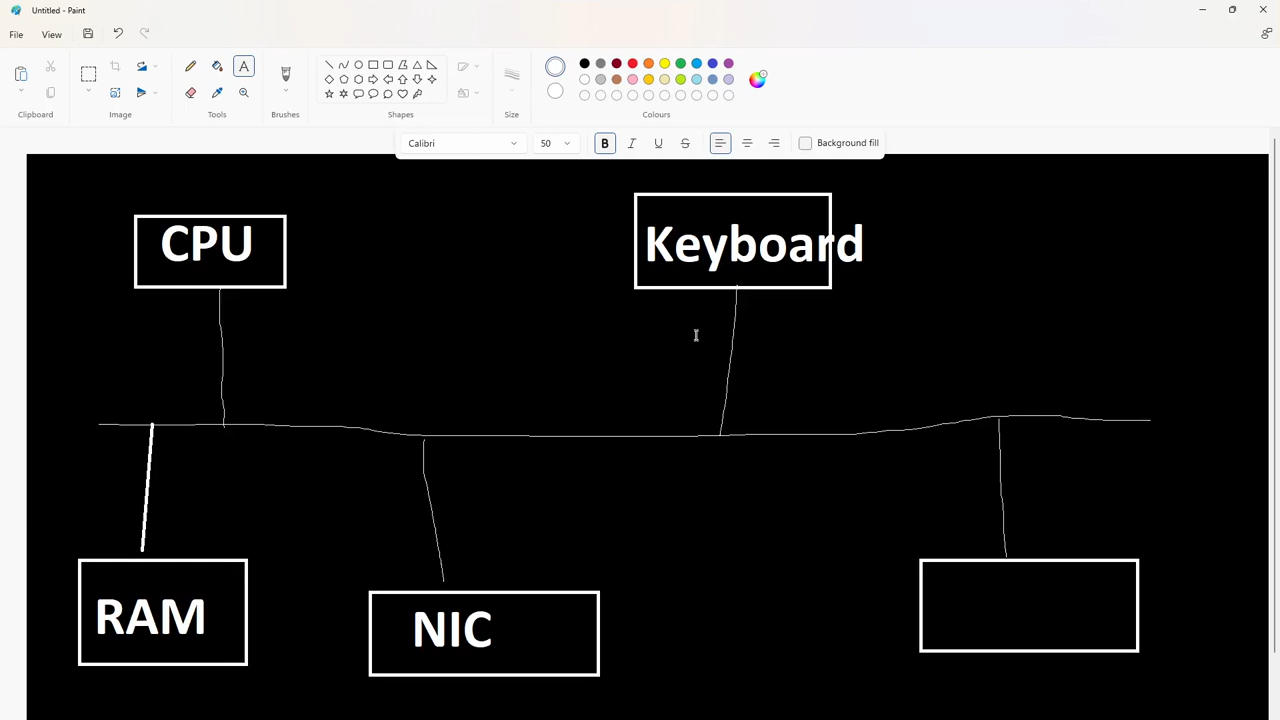 Untitled - Paint
File
View
A
Clipboard
Image
Tools
Brushes
Shapes
Size
Colours
Calibri
50
B
I
U
S
Background fill
CPU
Keyboard
RAM
NIC